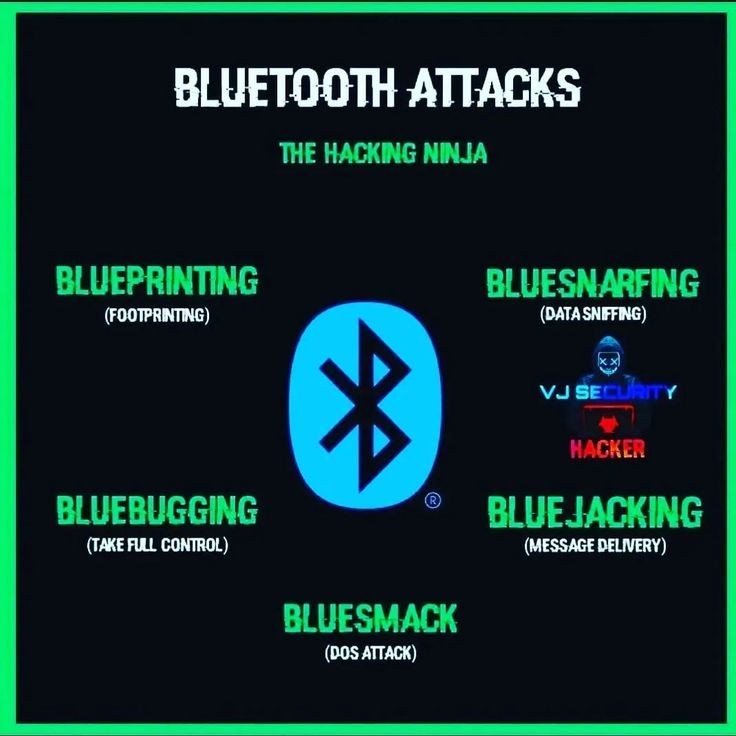 BLUETOOTH ATTACKS
THE HACKING NINJA
BLUEPRINTING
(FOOTPRINTING)
BLUESNARFING
(DATA SNIFFING)
VJ SECURITY
HACKER
BLUEBUGGING
(TAKE FULL CONTROL)
BLUEJACKING
(MESSAGE DELIVERY)
®
BLUESMACK
(DOS ATTACK)